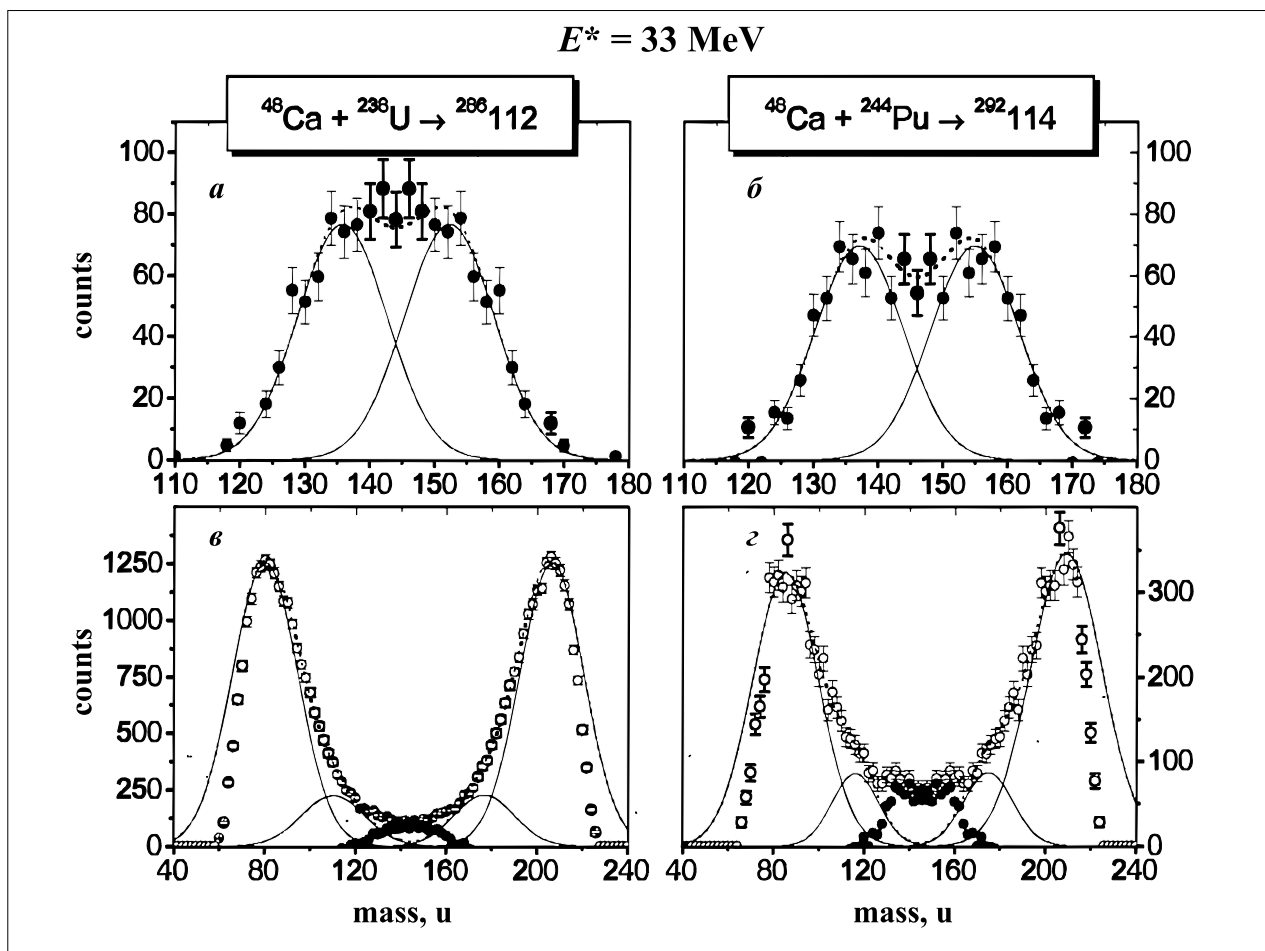 E* = 33 MeV
⁴⁸Ca + ²³⁸U → ²⁸⁶112
⁴⁸Ca + ²⁴⁴Pu → ²⁹²114
counts
100
80
60
40
20
0
а
110 120 130 140 150 160 170 180
б
100
80
60
40
20
0
110 120 130 140 150 160 170 180
counts
1250
1000
750
500
250
0
в
40 80 120 160 200 240
mass, u
г
300
200
100
0
40 80 120 160 200 240
mass, u